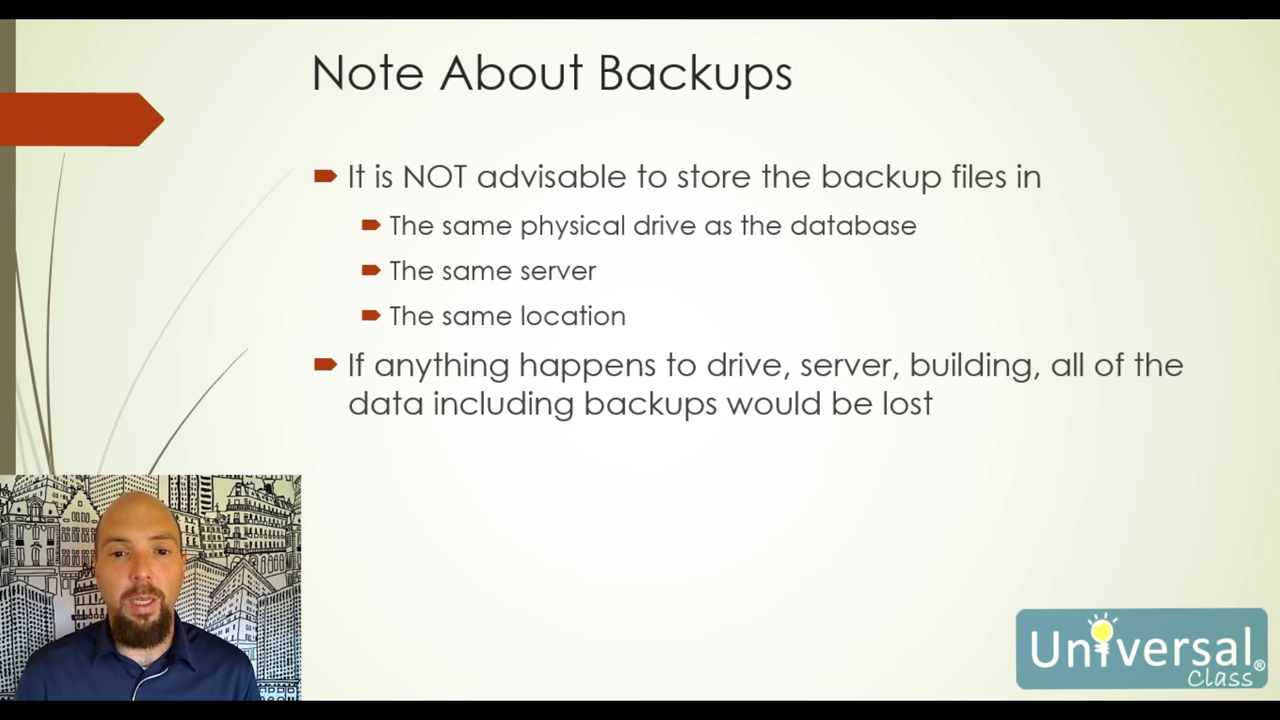 Note About Backups
It is NOT advisable to store the backup files in
The same physical drive as the database
The same server
The same location
If anything happens to drive, server, building, all of the
data including backups would be lost
Universal®
Class